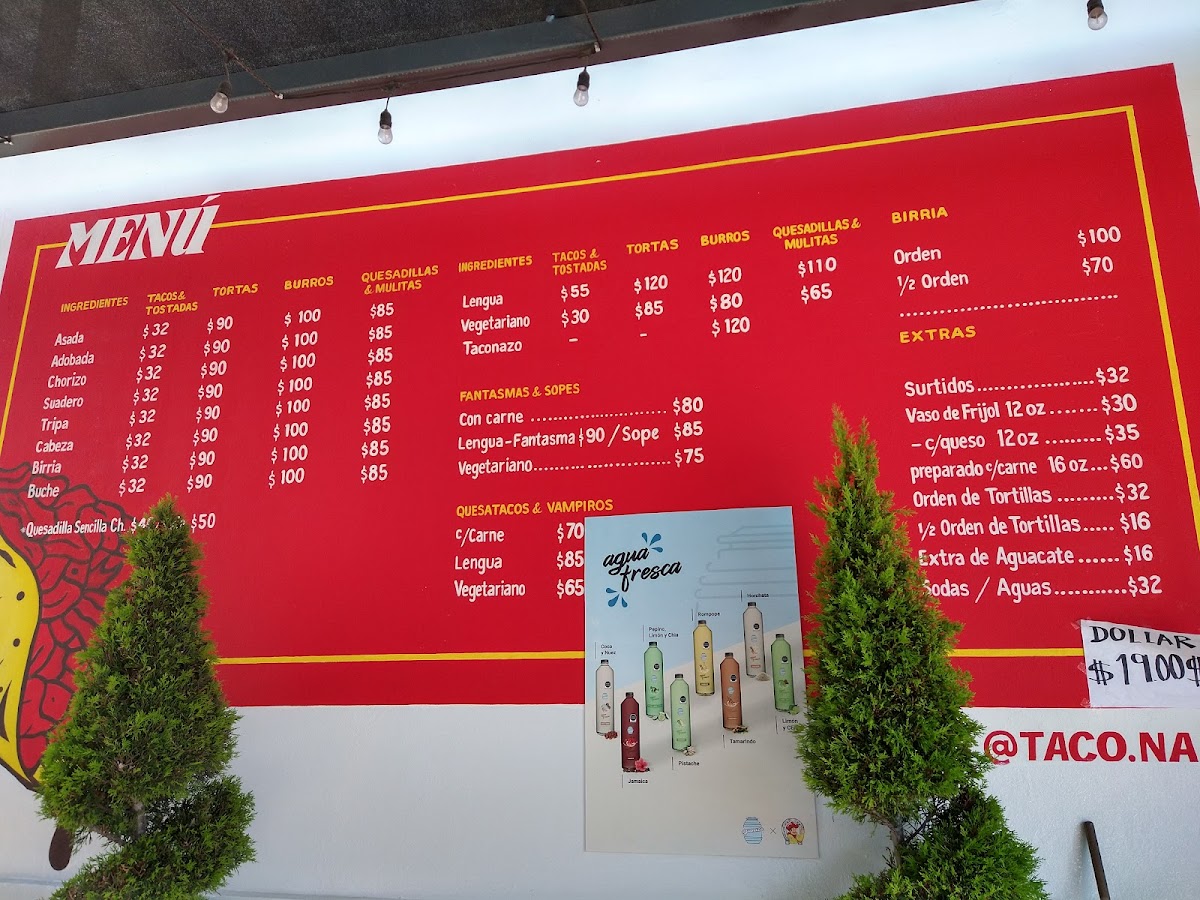 MENÚ
INGREDIENTES TACOS & TOSTADAS TORTAS BURROS QUESADILLAS & MULITAS
Asada $32 $90 $100 $85
Adobada $32 $90 $100 $85
Chorizo $32 $90 $100 $85
Suadero $32 $90 $100 $85
Tripa $32 $90 $100 $85
Cabeza $32 $90 $100 $85
Birria $32 $90 $100 $85
Buche $32 $90 $100 $85
Quesadilla Sencilla Ch. $50
INGREDIENTES TACOS & TOSTADAS TORTAS BURROS QUESADILLAS & MULITAS
Lengua $55 $120 $120 $110
Vegetariano $30 $85 $80 $65
Taconazo - - $120
FANTASMAS & SOPES
Con carne ........................... $80
Lengua-Fantasma $90 / Sope $85
Vegetariano........................... $75
QUESATACOS & VAMPIROS
c/Carne $70
Lengua $85
Vegetariano $65
BIRRIA
Orden $100
1/2 Orden $70
EXTRAS
Surtidos...................$32
Vaso de Frijol 12 oz........$30
- c/queso 12 oz .........$35
preparado c/carne 16 oz...$60
Orden de Tortillas .........$32
1/2 Orden de Tortillas..... $16
Extra de Aguacate...... $16
Sodas / Aguas...........$32
agua
fresca
Horchata
Rompope
Pepino,
Limón y Chia
Coco
y Nuez
Limón
y Chia
Tamarindo
Pistache
Jamaica
DOLLAR
$19.00$
@TACO.NA